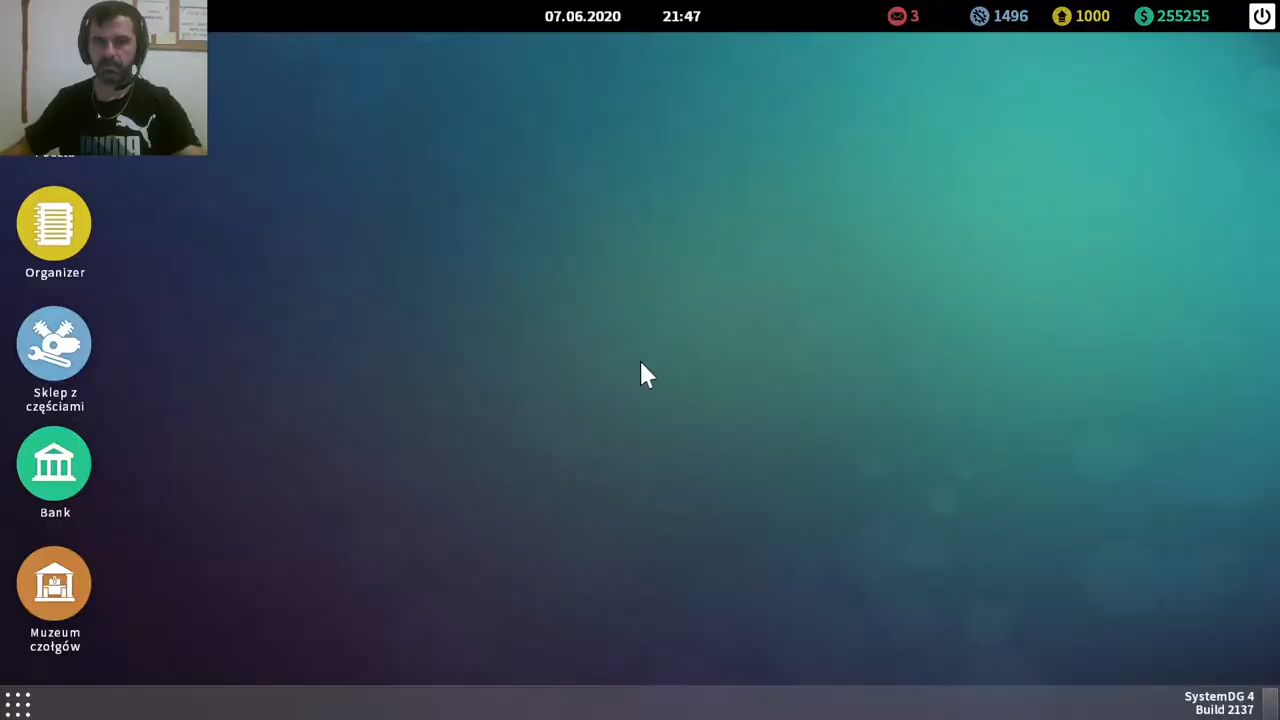 07.06.2020 21:47 3 1496 1000 255255
PUMA
Organizer
Sklep z
częściami
Bank
Muzeum
czołgów
SystemDG 4
Build 2137